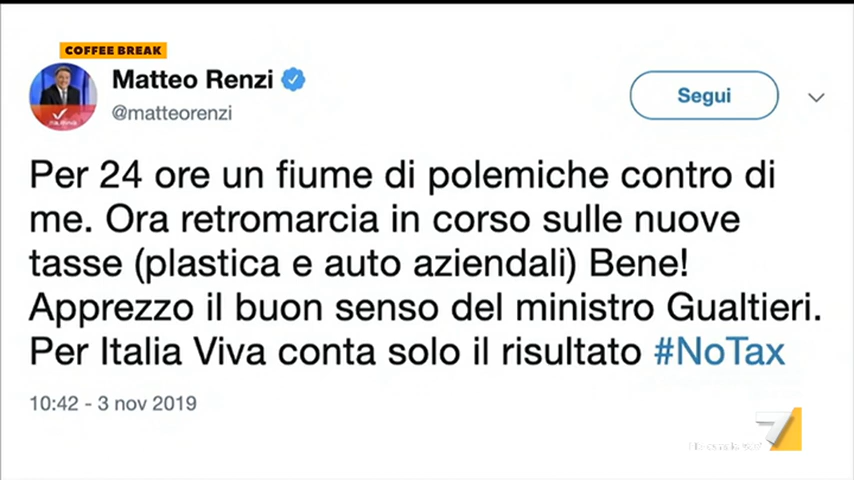 COFFEE BREAK
Matteo Renzi
@matteorenzi
Segui
Per 24 ore un fiume di polemiche contro di
me. Ora retromarcia in corso sulle nuove
tasse (plastica e auto aziendali) Bene!
Apprezzo il buon senso del ministro Gualtieri.
Per Italia Viva conta solo il risultato #NoTax
10:42 - 3 nov 2019
7